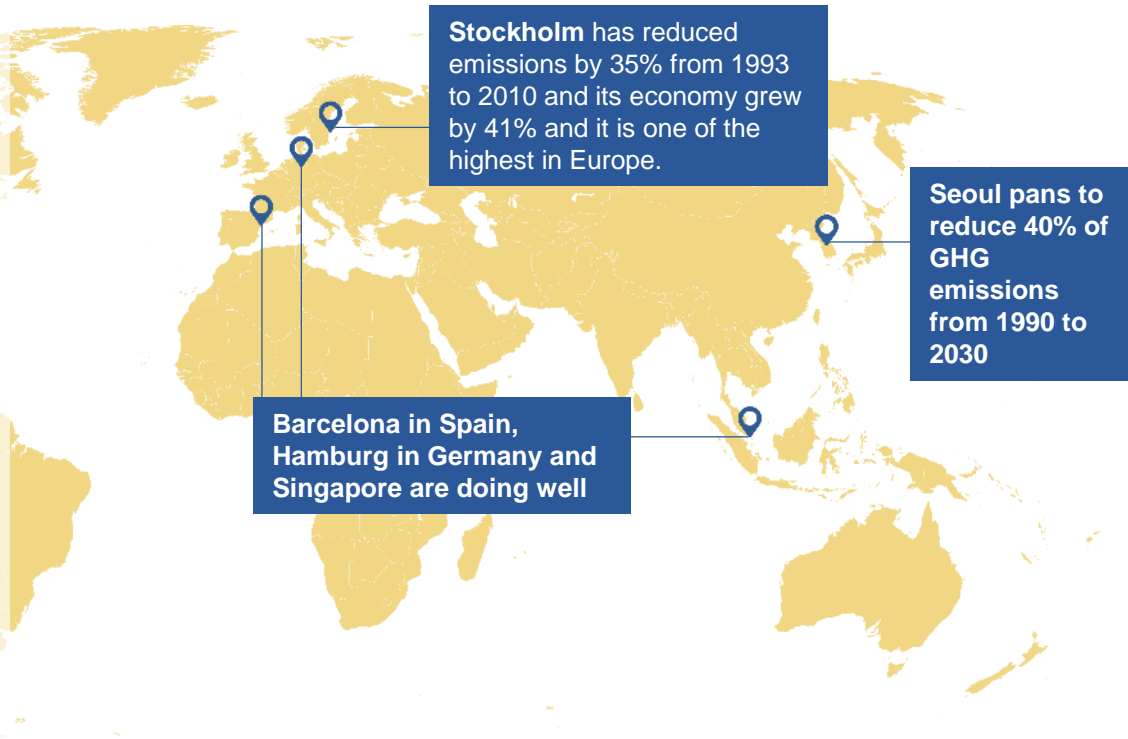 Stockholm has reduced
emissions by 35% from 1993
to 2010 and its economy grew
by 41% and it is one of the
highest in Europe.
Seoul pans to
reduce 40% of
GHG
emissions
from 1990 to
2030
Barcelona in Spain,
Hamburg in Germany and
Singapore are doing well